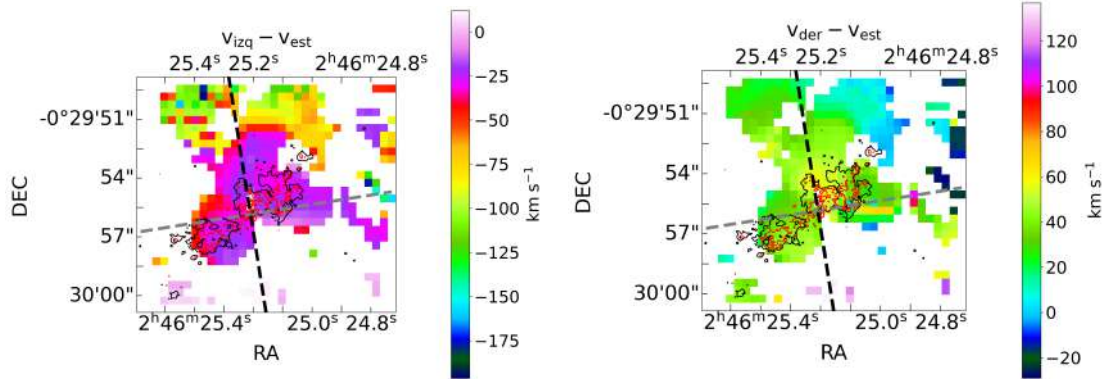 v_izq − v_est
25.4ˢ 25.2ˢ 2ʰ46ᵐ24.8ˢ
-0°29'51"
54"
57"
30'00"
DEC
2ʰ46ᵐ25.4ˢ 25.0ˢ 24.8ˢ
RA
0
−25
−50
−75
−100
−125
−150
−175
km s⁻¹
v_der − v_est
25.4ˢ 25.2ˢ 2ʰ46ᵐ24.8ˢ
-0°29'51"
54"
57"
30'00"
DEC
2ʰ46ᵐ25.4ˢ 25.0ˢ 24.8ˢ
RA
120
100
80
60
40
20
0
−20
km s⁻¹